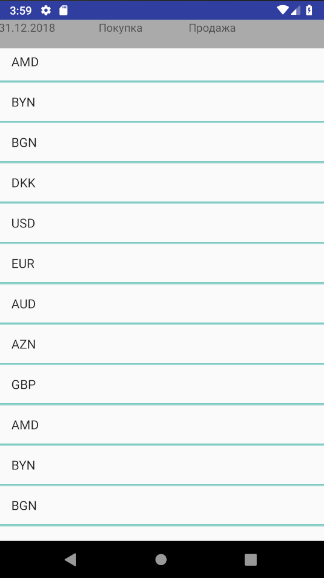 3:59
31.12.2018 Покупка Продажа
AMD
BYN
BGN
DKK
USD
EUR
AUD
AZN
GBP
AMD
BYN
BGN